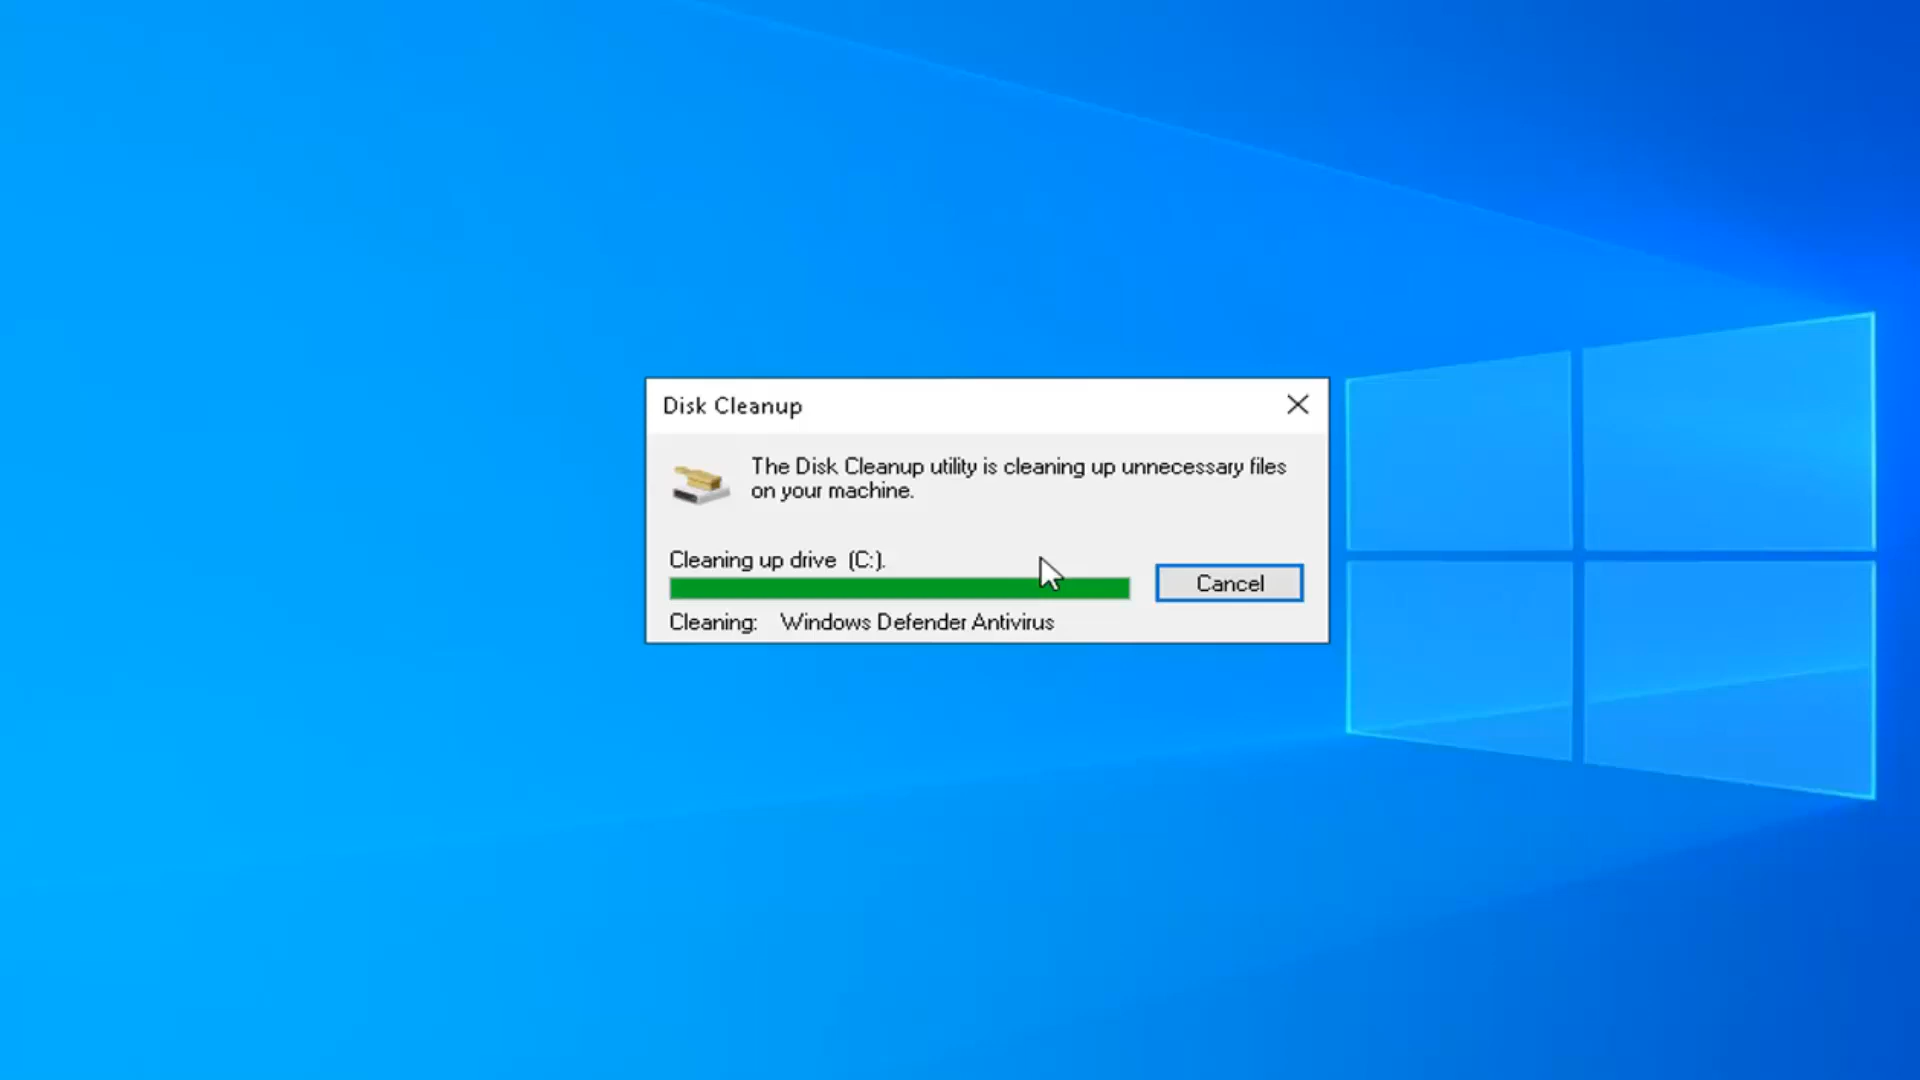 Disk Cleanup
The Disk Cleanup utility is cleaning up unnecessary files
on your machine.
Cleaning up drive  (C:).
Cancel
Cleaning:   Windows Defender Antivirus